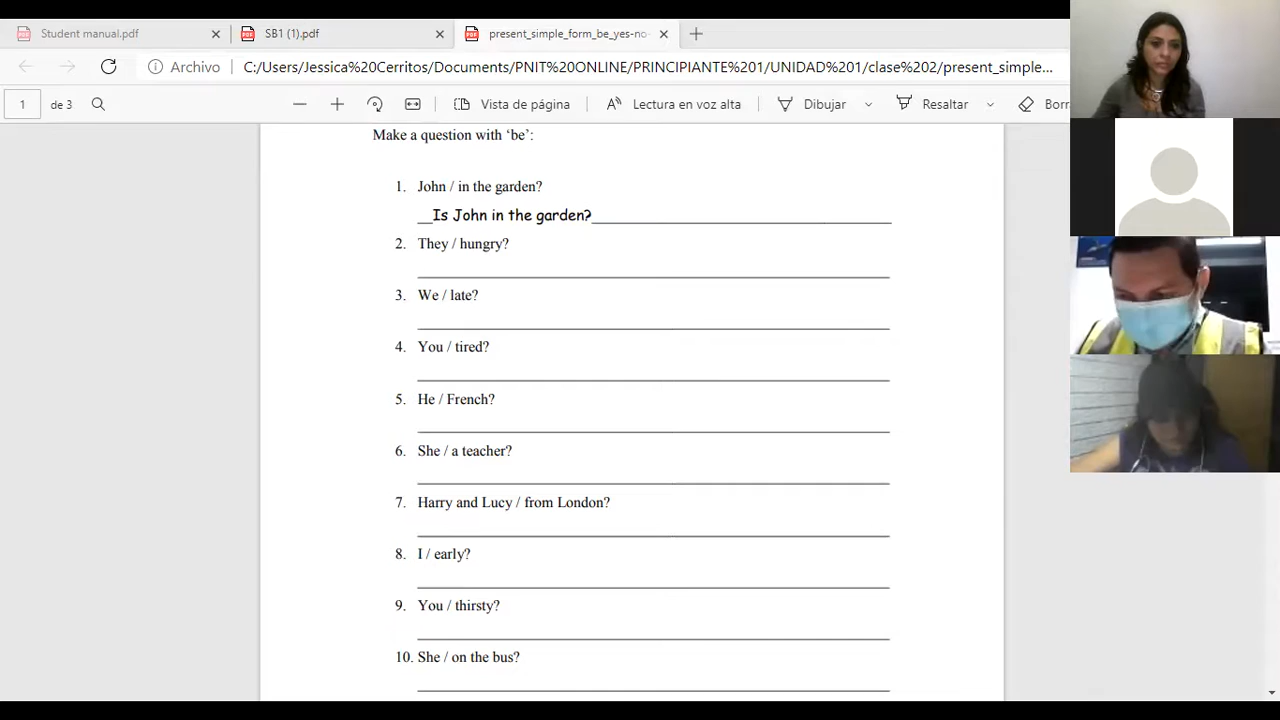 Student manual.pdf
SB1 (1).pdf
present_simple_form_be_yes-no-
Archivo
C:/Users/Jessica%20Cerritos/Documents/PNIT%20ONLINE/PRINCIPIANTE%201/UNIDAD%201/clase%202/present_simple...
1 de 3
Vista de página
Lectura en voz alta
Dibujar
Resaltar
Borr
Make a question with ‘be’:
1. John / in the garden?
__Is John in the garden?
2. They / hungry?
3. We / late?
4. You / tired?
5. He / French?
6. She / a teacher?
7. Harry and Lucy / from London?
8. I / early?
9. You / thirsty?
10. She / on the bus?